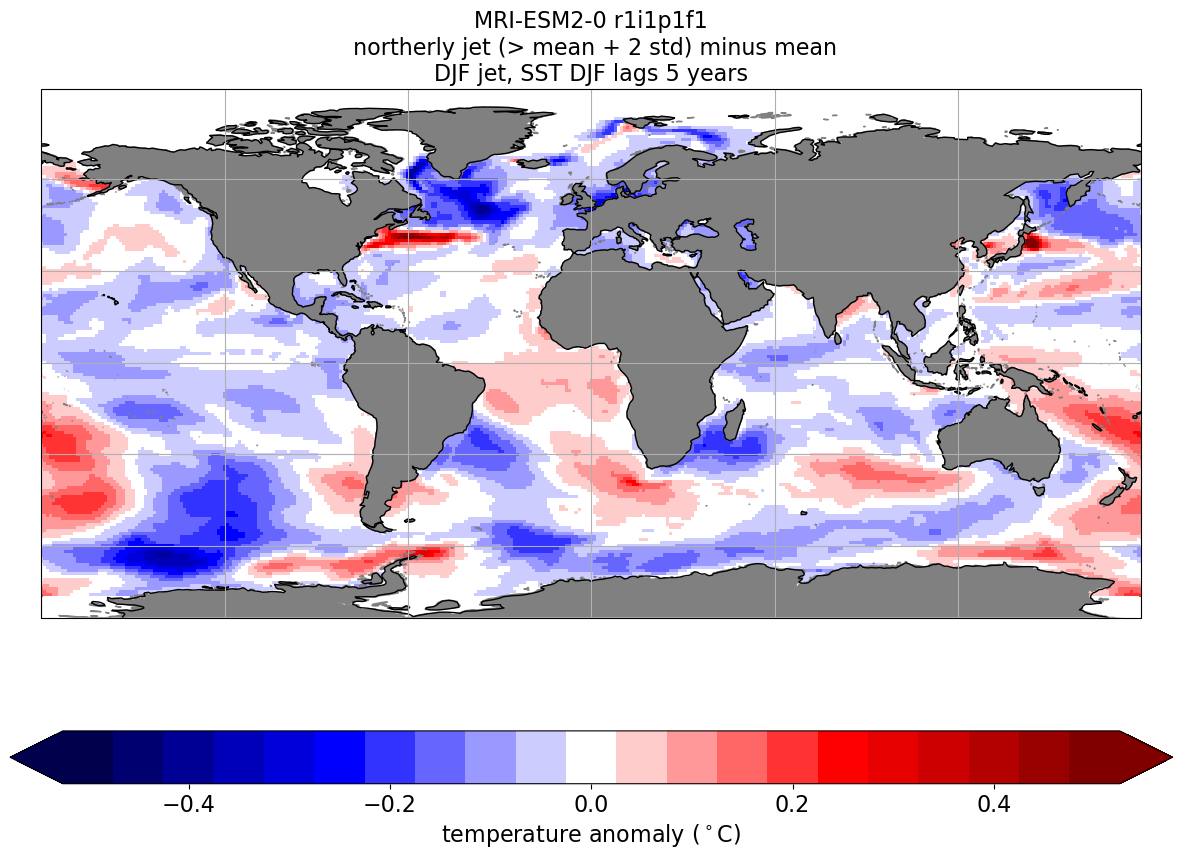 MRI-ESM2-0 r1i1p1f1
northerly jet (> mean + 2 std) minus mean
DJF jet, SST DJF lags 5 years
−0.4 −0.2 0.0 0.2 0.4
temperature anomaly (°C)